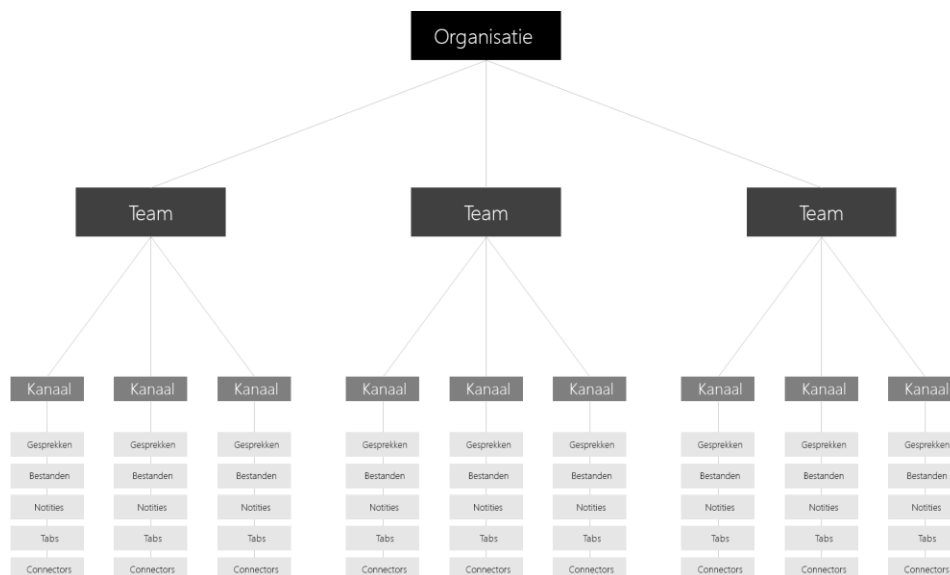 Organisatie
Team Team Team
Kanaal Kanaal Kanaal Kanaal Kanaal Kanaal Kanaal Kanaal Kanaal
Gesprekken Gesprekken Gesprekken Gesprekken Gesprekken Gesprekken Gesprekken Gesprekken Gesprekken
Bestanden Bestanden Bestanden Bestanden Bestanden Bestanden Bestanden Bestanden Bestanden
Notities Notities Notities Notities Notities Notities Notities Notities Notities
Tabs Tabs Tabs Tabs Tabs Tabs Tabs Tabs Tabs
Connectors Connectors Connectors Connectors Connectors Connectors Connectors Connectors Connectors